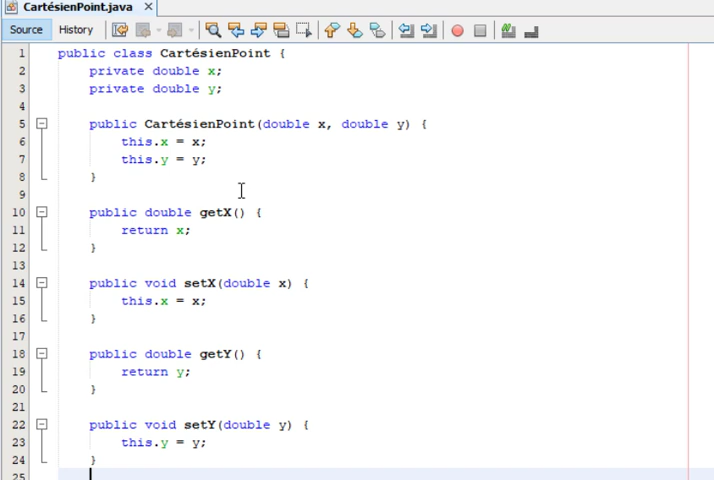 CartésienPoint.java
Source History
1 public class CartésienPoint {
2 private double x;
3 private double y;
4
5 public CartésienPoint(double x, double y) {
6 this.x = x;
7 this.y = y;
8 }
9
10 public double getX() {
11 return x;
12 }
13
14 public void setX(double x) {
15 this.x = x;
16 }
17
18 public double getY() {
19 return y;
20 }
21
22 public void setY(double y) {
23 this.y = y;
24 }
25